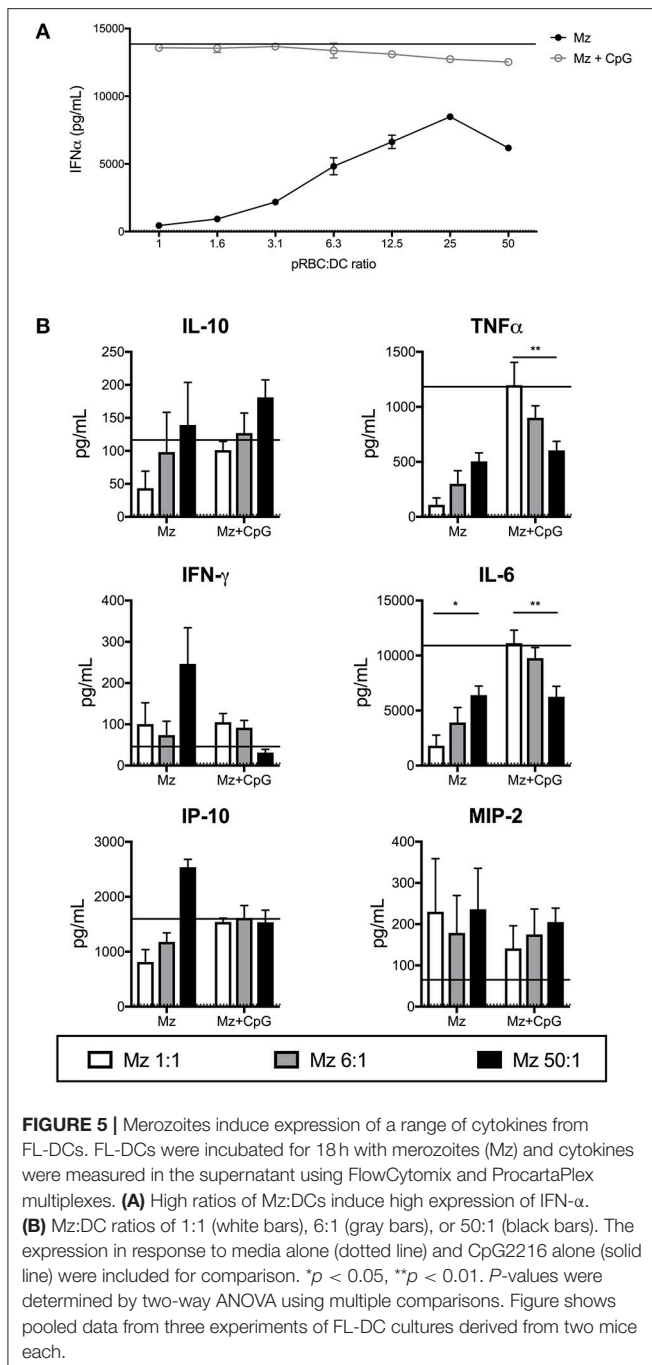 A
15000
10000
5000
0
IFNα (pg/mL)
1 1.6 3.1 6.3 12.5 25 50
pRBC:DC ratio
Mz
Mz + CpG
B
IL-10
250
200
150
100
50
0
pg/mL
Mz Mz+CpG
TNFα
**
1500
1000
500
0
pg/mL
Mz Mz+CpG
IFN-γ
400
300
200
100
0
pg/mL
Mz Mz+CpG
IL-6
* **
15000
10000
5000
0
pg/mL
Mz Mz+CpG
IP-10
3000
2000
1000
0
pg/mL
Mz Mz+CpG
MIP-2
400
300
200
100
0
pg/mL
Mz Mz+CpG
Mz 1:1 Mz 6:1 Mz 50:1
FIGURE 5 | Merozoites induce expression of a range of cytokines from
FL-DCs. FL-DCs were incubated for 18 h with merozoites (Mz) and cytokines
were measured in the supernatant using FlowCytomix and ProcartaPlex
multiplexes. (A) High ratios of Mz:DCs induce high expression of IFN-α.
(B) Mz:DC ratios of 1:1 (white bars), 6:1 (gray bars), or 50:1 (black bars). The
expression in response to media alone (dotted line) and CpG2216 alone (solid
line) were included for comparison. *p < 0.05, **p < 0.01. P-values were
determined by two-way ANOVA using multiple comparisons. Figure shows
pooled data from three experiments of FL-DC cultures derived from two mice
each.